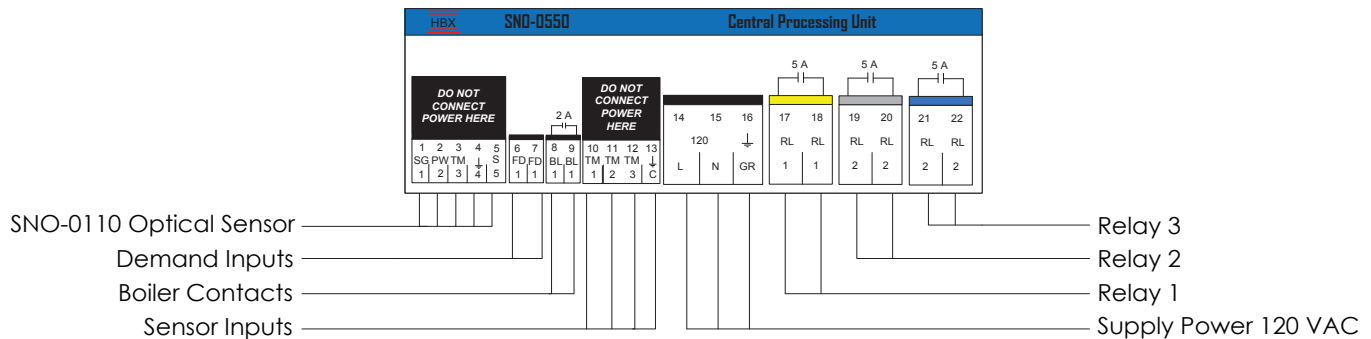 HBX SNO-0550 Central Processing Unit
5 A 5 A 5 A
DO NOT CONNECT POWER HERE
DO NOT CONNECT POWER HERE
2 A
14 15 16 17 18 19 20 21 22
120
1 2 3 4 5 6 7 8 9 10 11 12 13
SG PW TM S FD FD BL BL TM TM TM
1 2 3 4 5 1 1 1 1 1 2 3 C
L N GR
RL RL RL RL RL RL
1 1 2 2 2 2
SNO-0110 Optical Sensor
Demand Inputs
Boiler Contacts
Sensor Inputs
Relay 3
Relay 2
Relay 1
Supply Power 120 VAC